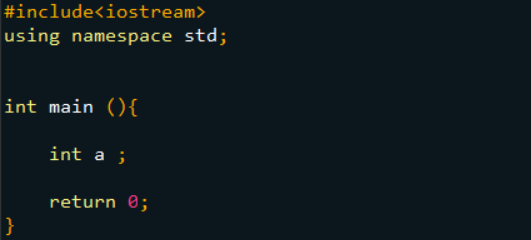 #include<iostream>
using namespace std;
int main (){
int a ;
return 0;
}